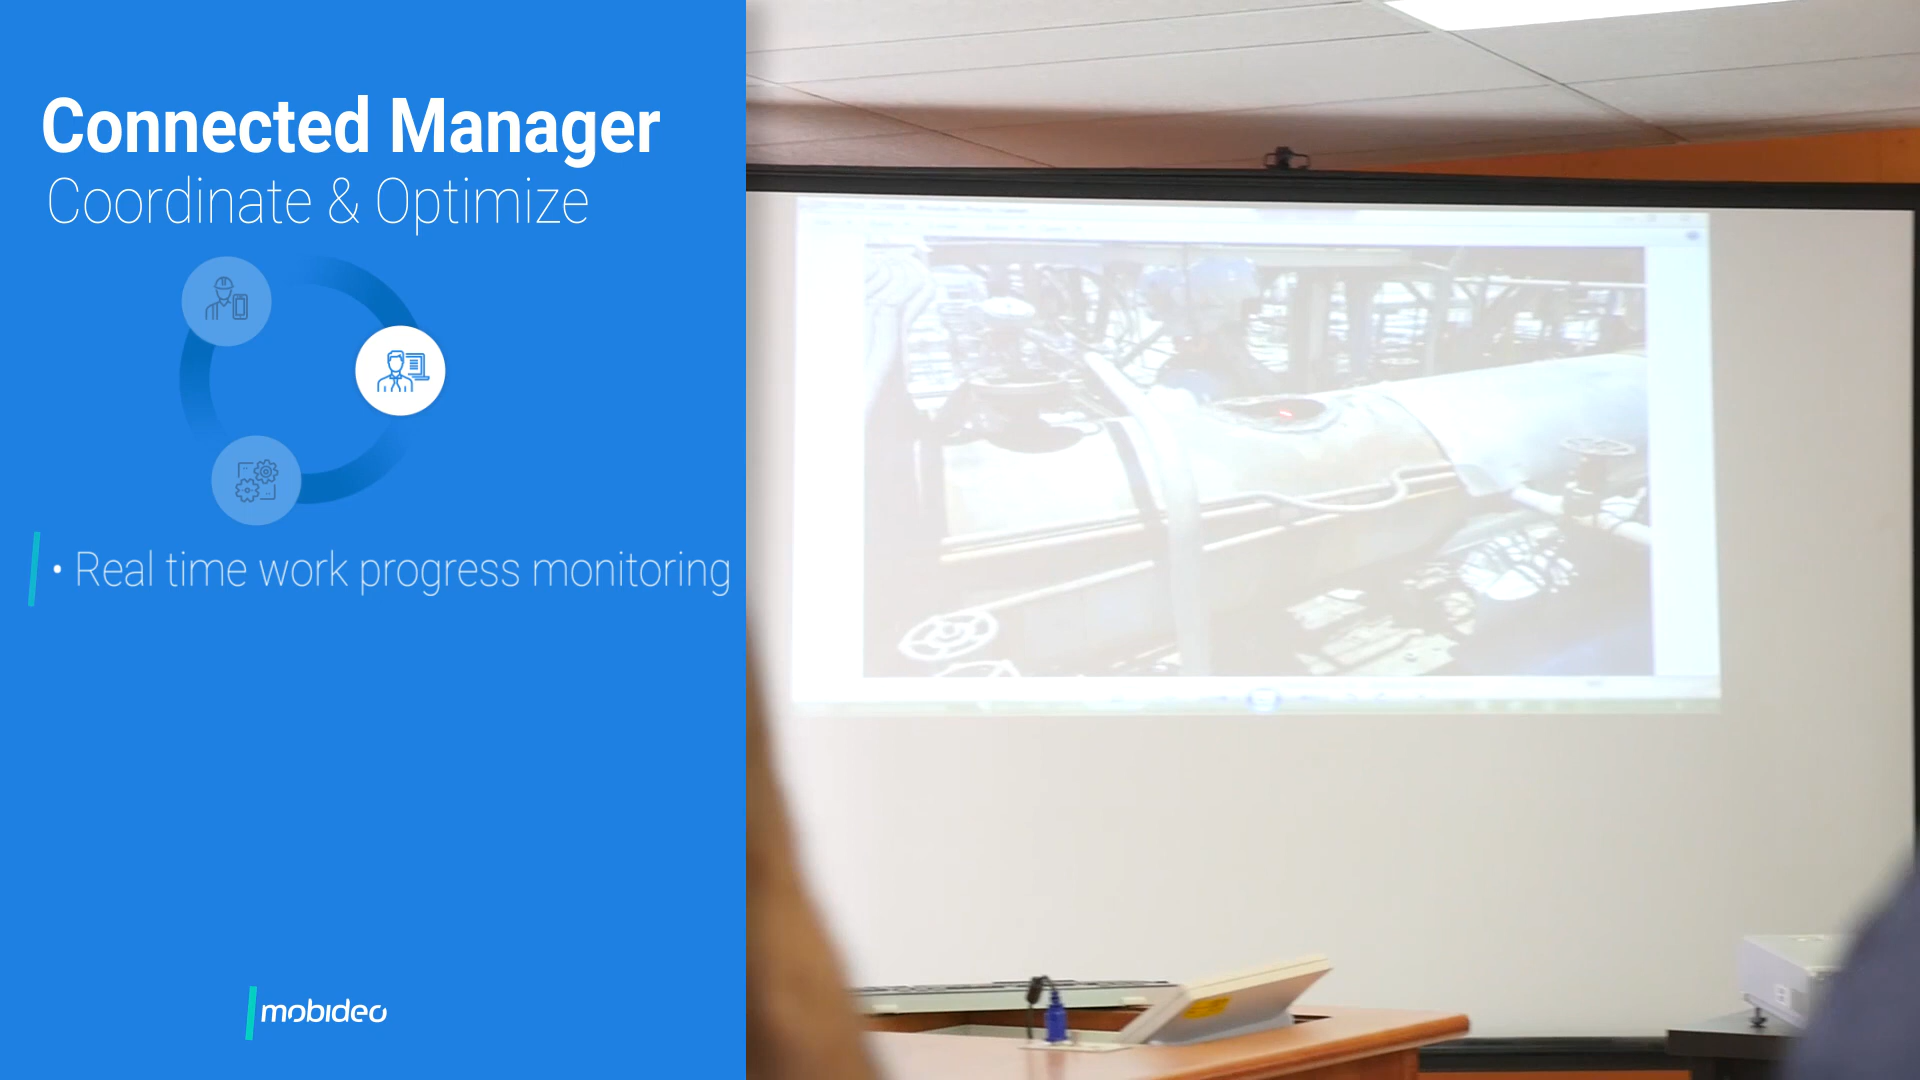 Connected Manager
Coordinate & Optimize
• Real time work progress monitoring
mobideo